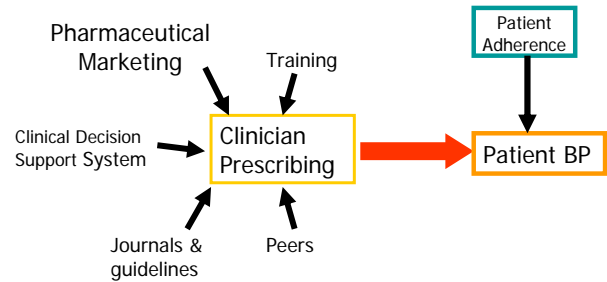 Pharmaceutical
Marketing
Training
Patient
Adherence
Clinical Decision
Support System
Clinician
Prescribing
Patient BP
Journals &
guidelines
Peers